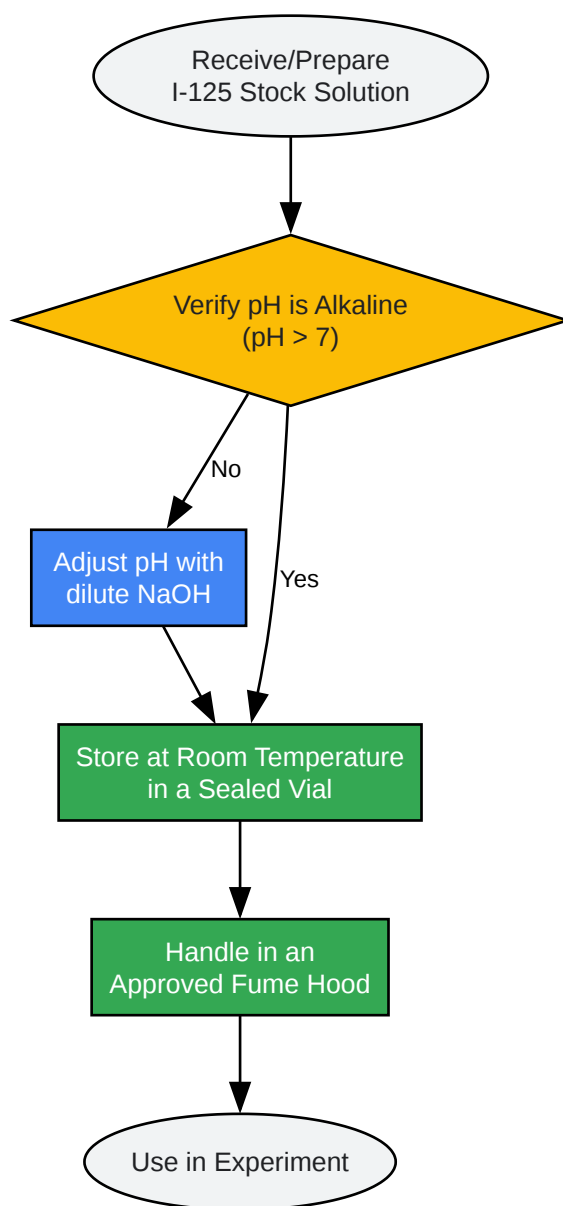 Receive/Prepare
I-125 Stock Solution
Verify pH is Alkaline
(pH > 7)
No
Adjust pH with
dilute NaOH
Yes
Store at Room Temperature
in a Sealed Vial
Handle in an
Approved Fume Hood
Use in Experiment